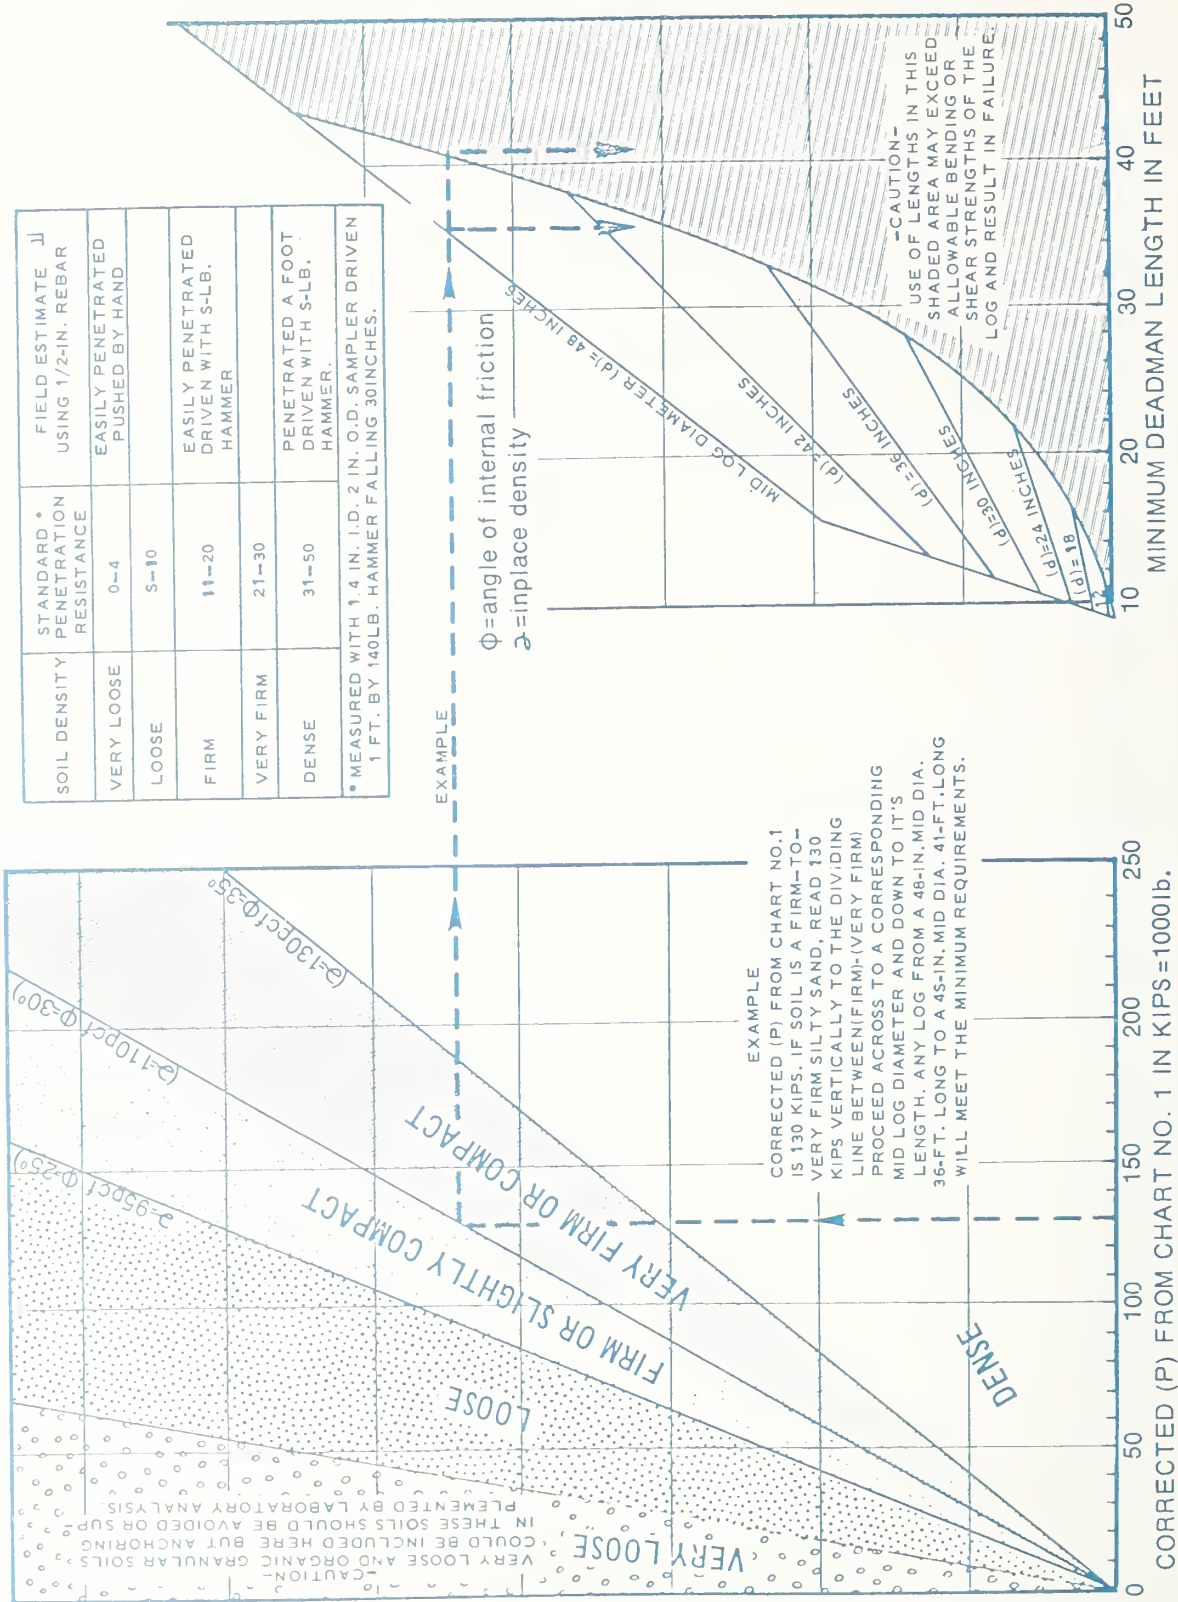 SOIL DENSITY
STANDARD •
PENETRATION
RESISTANCE
FIELD ESTIMATE 1/
USING 1/2-IN. REBAR
VERY LOOSE
0–4
EASILY PENETRATED
PUSHED BY HAND
LOOSE
S–10
FIRM
11–20
EASILY PENETRATED
DRIVEN WITH S-LB.
HAMMER
VERY FIRM
21–30
DENSE
31–50
PENETRATED A FOOT
DRIVEN WITH S-LB.
HAMMER.
• MEASURED WITH 1.4 IN. I.D. 2 IN. O.D. SAMPLER DRIVEN
1 FT. BY 140LB. HAMMER FALLING 30INCHES.
EXAMPLE
Φ=angle of internal friction
∂=inplace density
-CAUTION-
VERY LOOSE AND ORGANIC GRANULAR SOILS
COULD BE INCLUDED HERE BUT ANCHORING
IN THESE SOILS SHOULD BE AVOIDED OR SUP-
PLEMENTED BY LABORATORY ANALYSIS.
VERY LOOSE
LOOSE
FIRM OR SLIGHTLY COMPACT
VERY FIRM OR COMPACT
DENSE
∂=95pcf Φ=25°)
(∂=110pcf Φ=30°)
(∂=130pcf Φ=35°
EXAMPLE
CORRECTED (P) FROM CHART NO.1
IS 130 KIPS. IF SOIL IS A FIRM–TO–
VERY FIRM SILTY SAND, READ 130
KIPS VERTICALLY TO THE DIVIDING
LINE BETWEEN(FIRM)-(VERY FIRM)
PROCEED ACROSS TO A CORRESPONDING
MID LOG DIAMETER AND DOWN TO IT'S
LENGTH. ANY LOG FROM A 48-IN. MID DIA.
36-FT. LONG TO A 4S-IN. MID DIA. 41-FT.LONG
WILL MEET THE MINIMUM REQUIREMENTS.
0 50 100 150 200 250
CORRECTED (P) FROM CHART NO. 1 IN KIPS=1000lb.
MID LOG DIAMETER (d)= 48 INCHES
(d)=42 INCHES
(d)=36 INCHES
(d)=30 INCHES
(d)=24 INCHES
(d)= 18
12
-CAUTION-
USE OF LENGTHS IN THIS
SHADED AREA MAY EXCEED
ALLOWABLE BENDING OR
SHEAR STRENGTHS OF THE
LOG AND RESULT IN FAILURE.
10 20 30 40 50
MINIMUM DEADMAN LENGTH IN FEET